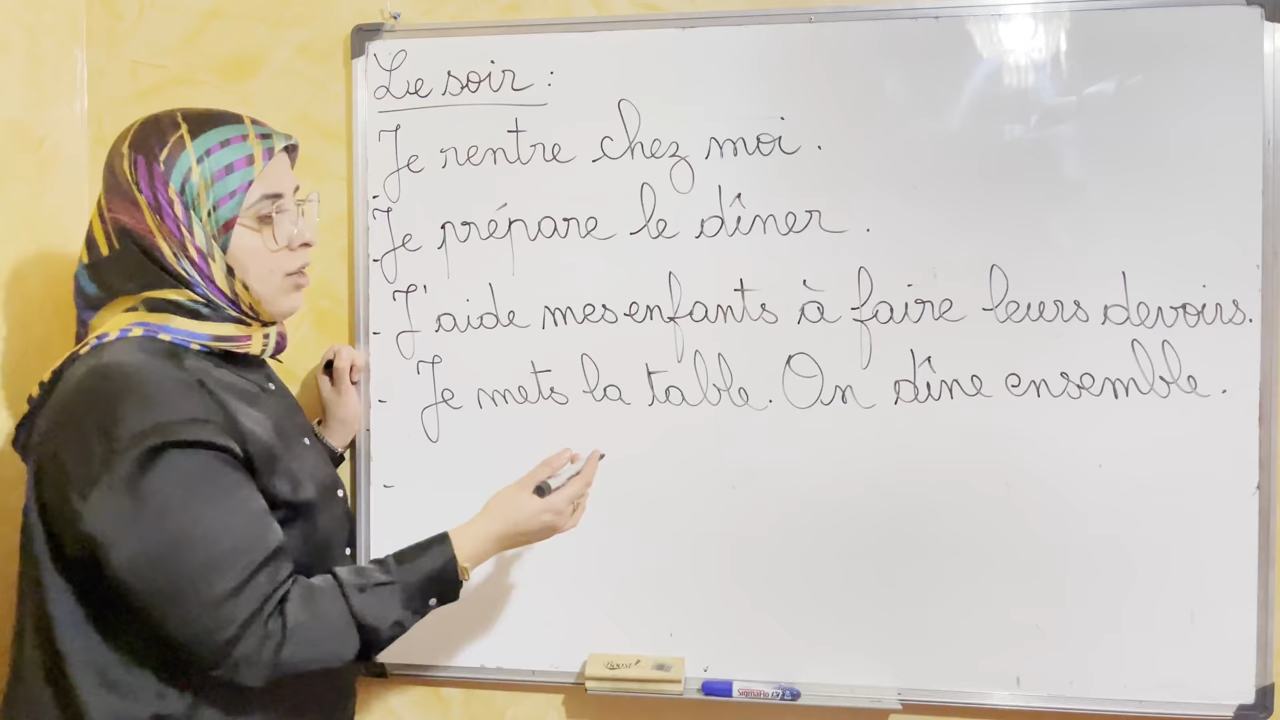 Le soir :
- Je rentre chez moi .
- Je prépare le dîner .
- J'aide mes enfants à faire leurs devoirs.
- Je mets la table. On dîne ensemble .
-
SigmaFlo